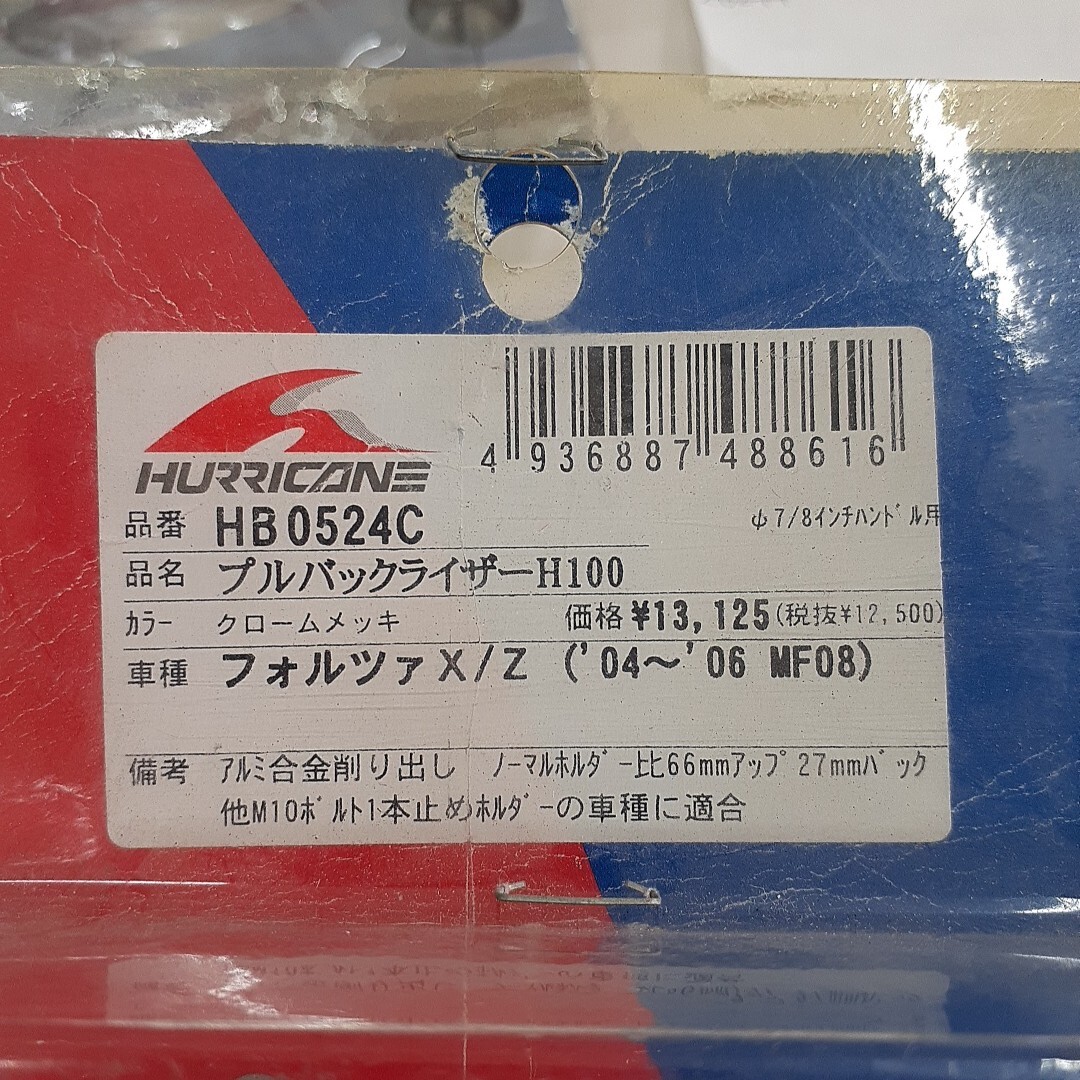 HURRICANE
4 936887 488616
品番 HB0524C
φ7/8インチハンドル用
品名 プルバックライザーH100
カラー クロームメッキ 価格 ¥13,125(税抜¥12,500)
車種 フォルツァX/Z ('04〜'06 MF08)
備考 アルミ合金削り出し ノーマルホルダー比66mmアップ27mmバック
他M10ボルト1本止めホルダーの車種に適合